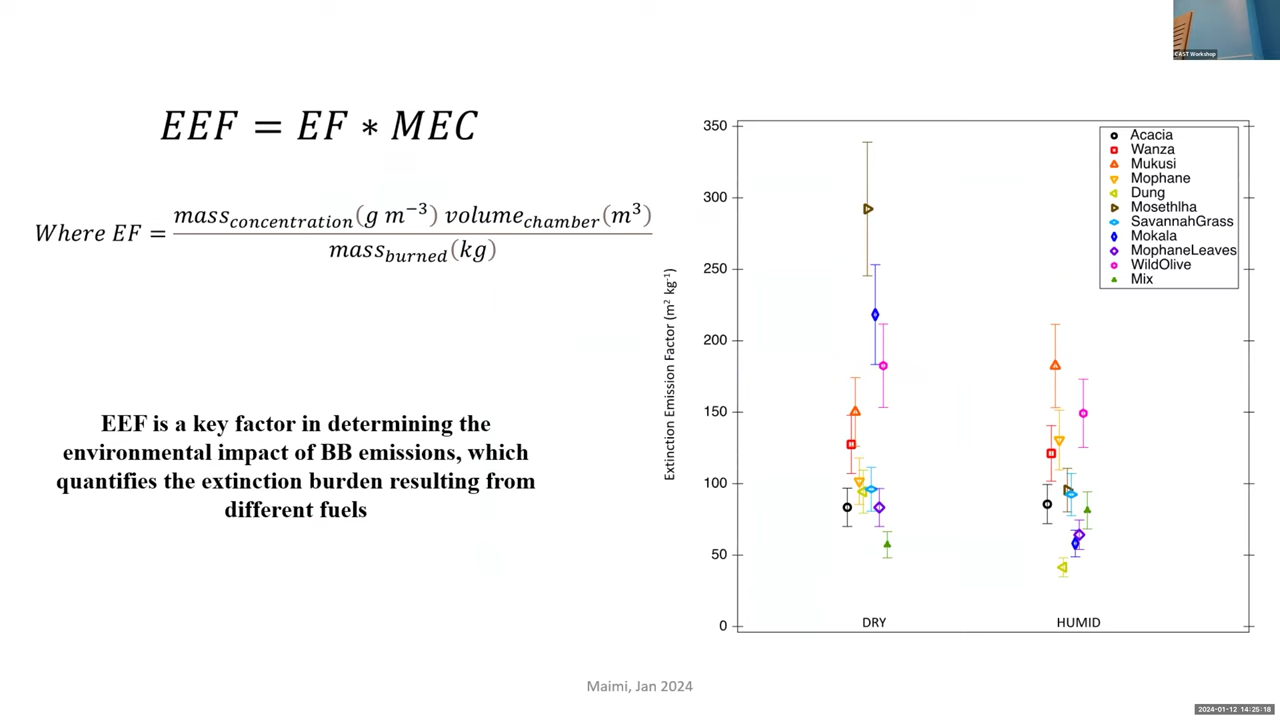 CAST Workshop
EEF = EF * MEC
Where EF = mass_concentration (g m⁻³) volume_chamber (m³)
mass_burned (kg)
EEF is a key factor in determining the
environmental impact of BB emissions, which
quantifies the extinction burden resulting from
different fuels
Extinction Emission Factor (m² kg⁻¹)
350
300
250
200
150
100
50
0
DRY
HUMID
Acacia
Wanza
Mukusi
Mophane
Dung
Mosethlha
SavannahGrass
Mokala
MophaneLeaves
WildOlive
Mix
Maimi, Jan 2024
2024-01-12 14:25:18